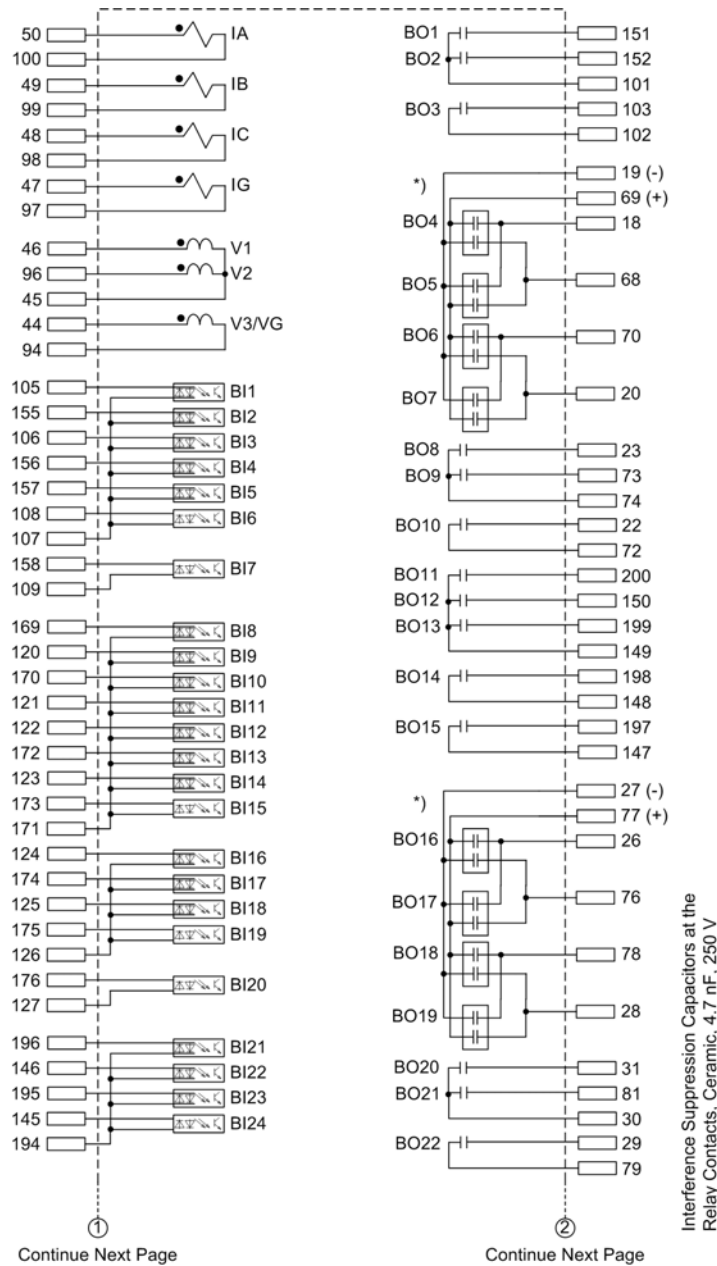 50 IA
100
49 IB
99
48 IC
98
47 IG
97
46 V1
96 V2
45
44 V3/VG
94
105 BI1
155 BI2
106 BI3
156 BI4
157 BI5
108 BI6
107
158 BI7
109
169 BI8
120 BI9
170 BI10
121 BI11
122 BI12
172 BI13
123 BI14
173 BI15
171
124 BI16
174 BI17
125 BI18
175 BI19
126
176 BI20
127
196 BI21
146 BI22
195 BI23
145 BI24
194
1
Continue Next Page
BO1 151
BO2 152
101
BO3 103
102
19 (-)
*)
69 (+)
BO4 18
BO5 68
BO6 70
BO7 20
BO8 23
BO9 73
74
BO10 22
72
BO11 200
BO12 150
BO13 199
149
BO14 198
148
BO15 197
147
27 (-)
*)
77 (+)
BO16 26
BO17 76
BO18 78
BO19 28
BO20 31
BO21 81
30
BO22 29
79
2
Continue Next Page
Interference Suppression Capacitors at the
Relay Contacts, Ceramic, 4.7 nF, 250 V